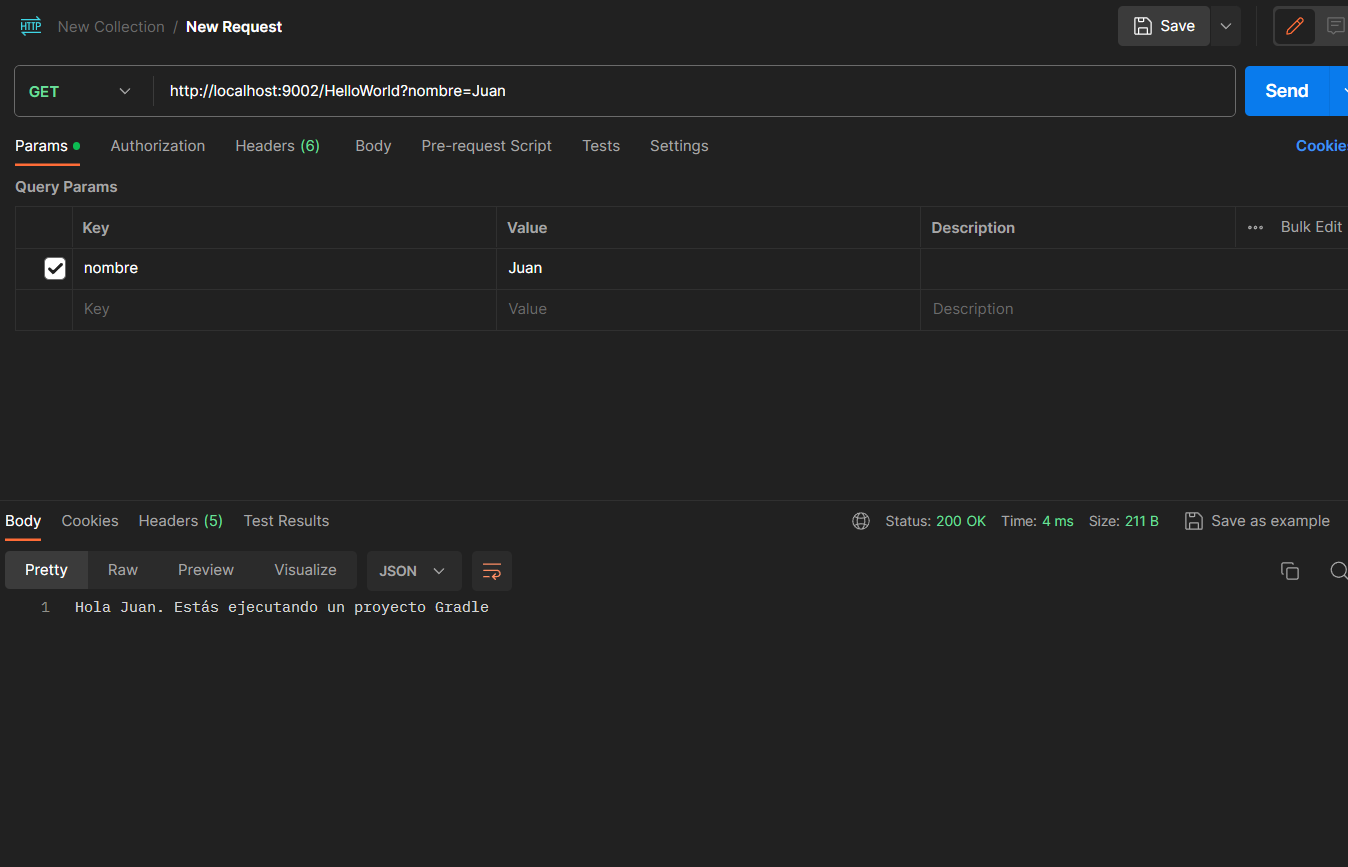 HTTP New Collection / New Request Save
GET http://localhost:9002/HelloWorld?nombre=Juan Send
Params Authorization Headers (6) Body Pre-request Script Tests Settings Cookies
Query Params
Key Value Description Bulk Edit
nombre Juan
Key Value Description
Body Cookies Headers (5) Test Results Status: 200 OK Time: 4 ms Size: 211 B Save as example
Pretty Raw Preview Visualize JSON
1 Hola Juan. Estás ejecutando un proyecto Gradle